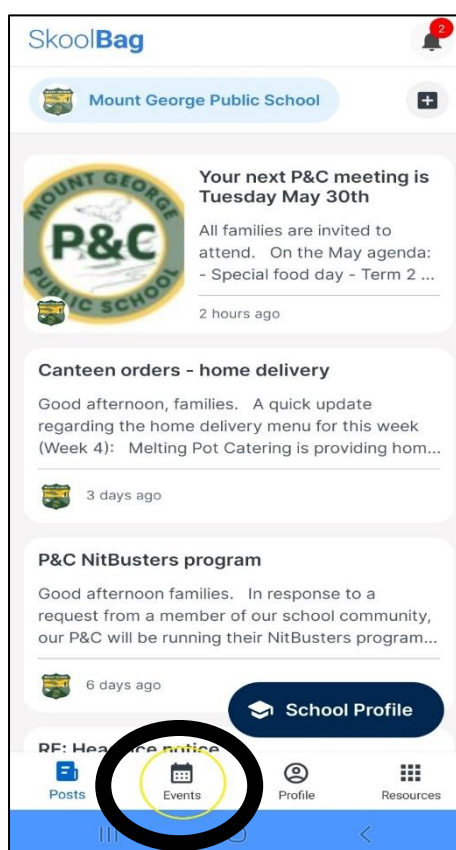 SkoolBag
2
Mount George Public School
MOUNT GEORGE
P&C
PUBLIC SCHOOL
Your next P&C meeting is
Tuesday May 30th
All families are invited to
attend. On the May agenda:
- Special food day - Term 2 ...
2 hours ago
Canteen orders - home delivery
Good afternoon, families. A quick update
regarding the home delivery menu for this week
(Week 4): Melting Pot Catering is providing hom...
3 days ago
P&C NitBusters program
Good afternoon families. In response to a
request from a member of our school community,
our P&C will be running their NitBusters program...
6 days ago
School Profile
RE: Head lice notice
Posts
Events
Profile
Resources